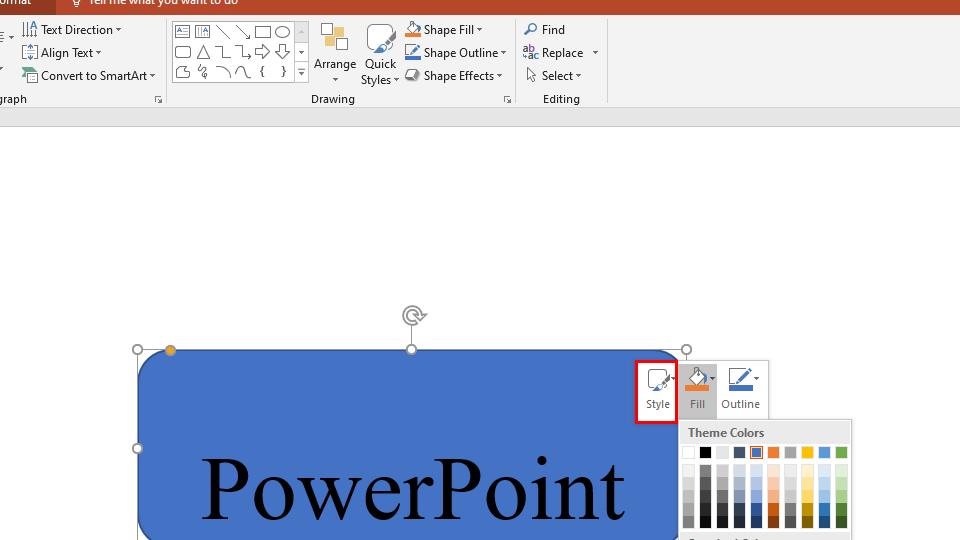 ormat
Tell me what you want to do
Text Direction
Align Text
Convert to SmartArt
graph
Arrange
Quick
Styles
Shape Fill
Shape Outline
Shape Effects
Drawing
Find
Replace
Select
Editing
Style
Fill
Outline
Theme Colors
PowerPoint